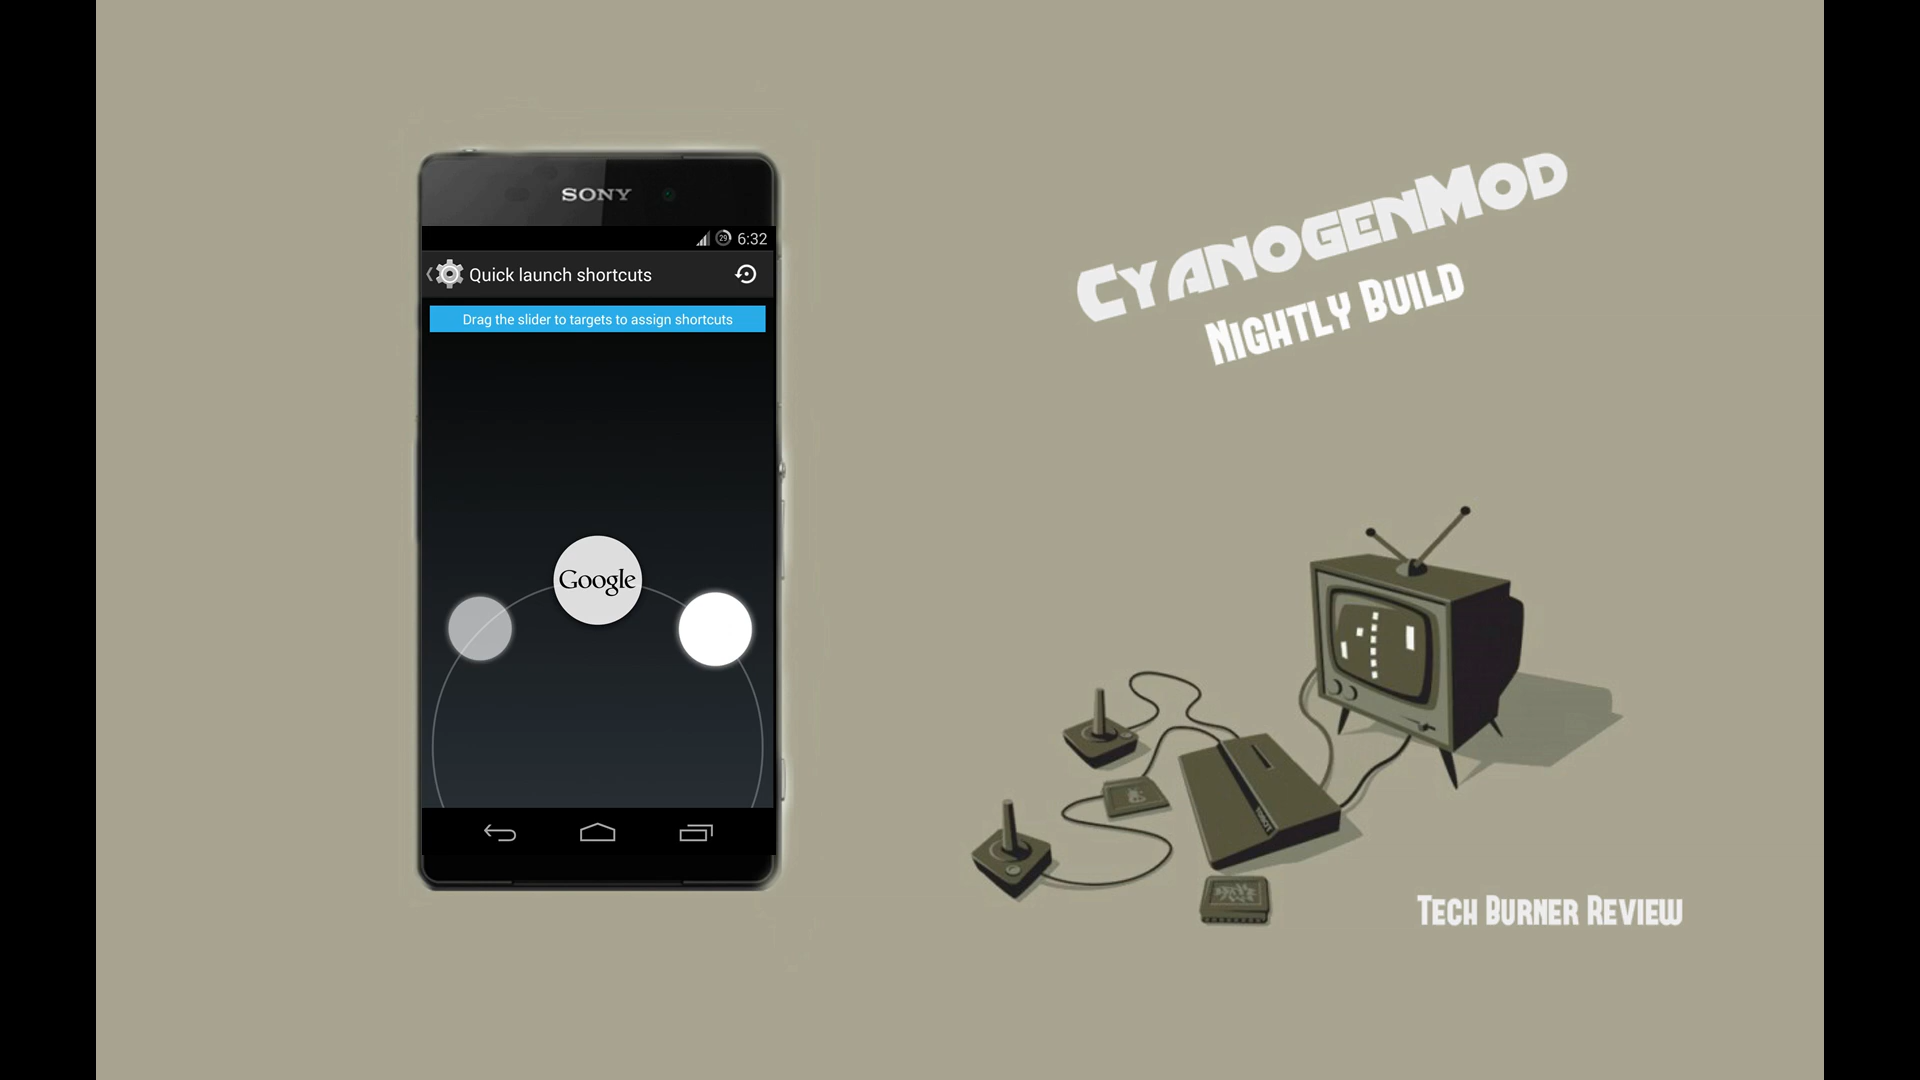 SONY
29 6:32
Quick launch shortcuts
Drag the slider to targets to assign shortcuts
Google
CyanogenMod
Nightly Build
Tech Burner Review